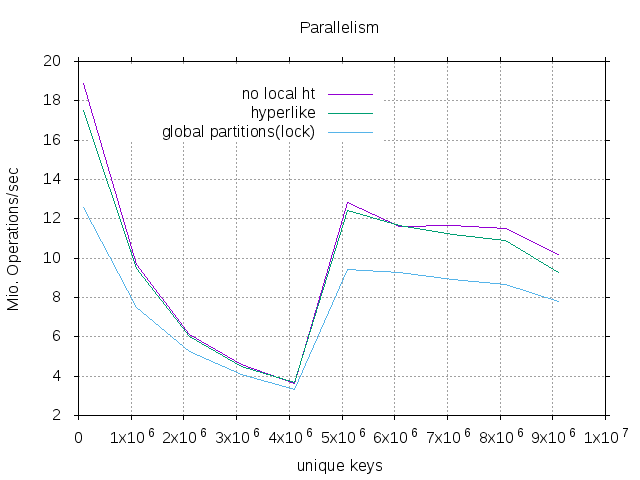 Parallelism
20
18
16
14
12
10
8
6
4
2
Mio. Operations/sec
no local ht
hyperlike
global partitions(lock)
0 1x10^6 2x10^6 3x10^6 4x10^6 5x10^6 6x10^6 7x10^6 8x10^6 9x10^6 1x10^7
unique keys